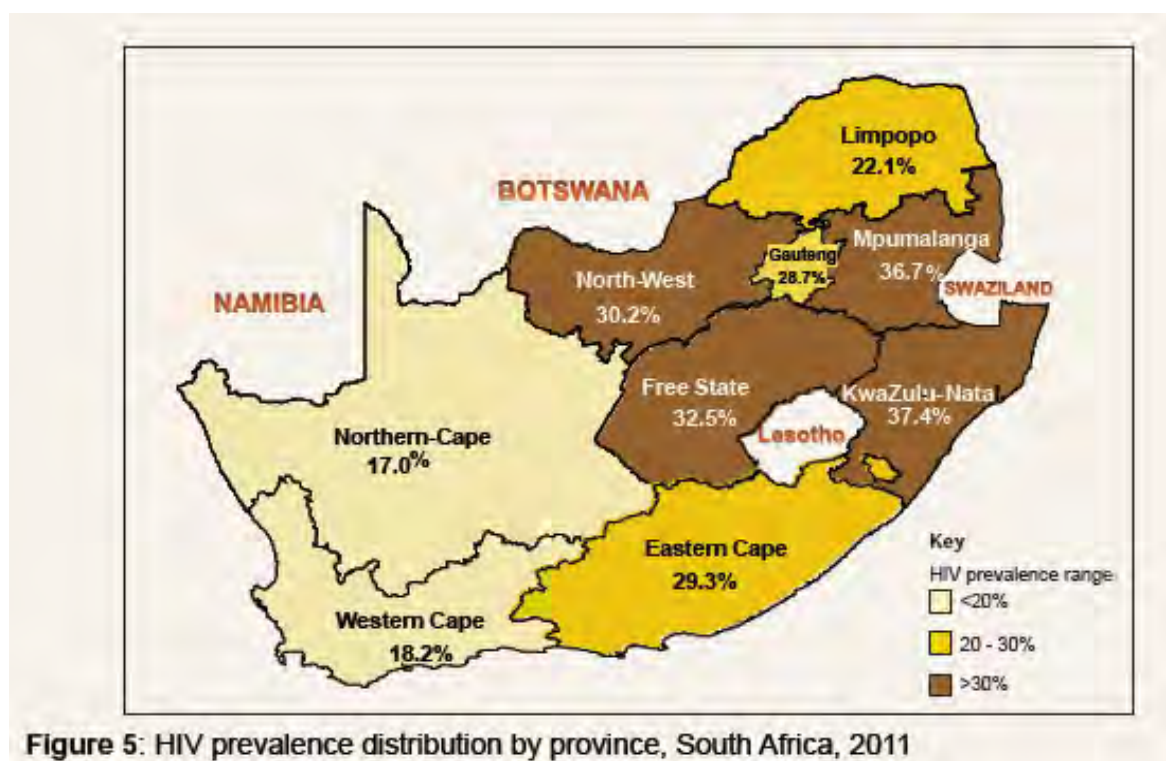 Limpopo
22.1%
BOTSWANA
Mpumalanga
36.7%
Gauteng
28.7%
North-West
30.2%
SWAZILAND
NAMIBIA
Free State
32.5%
KwaZulu-Natal
37.4%
Lesotho
Northern-Cape
17.0%
Eastern Cape
29.3%
Western Cape
18.2%
Key
HIV prevalence range:
<20%
20 - 30%
>30%
Figure 5: HIV prevalence distribution by province, South Africa, 2011